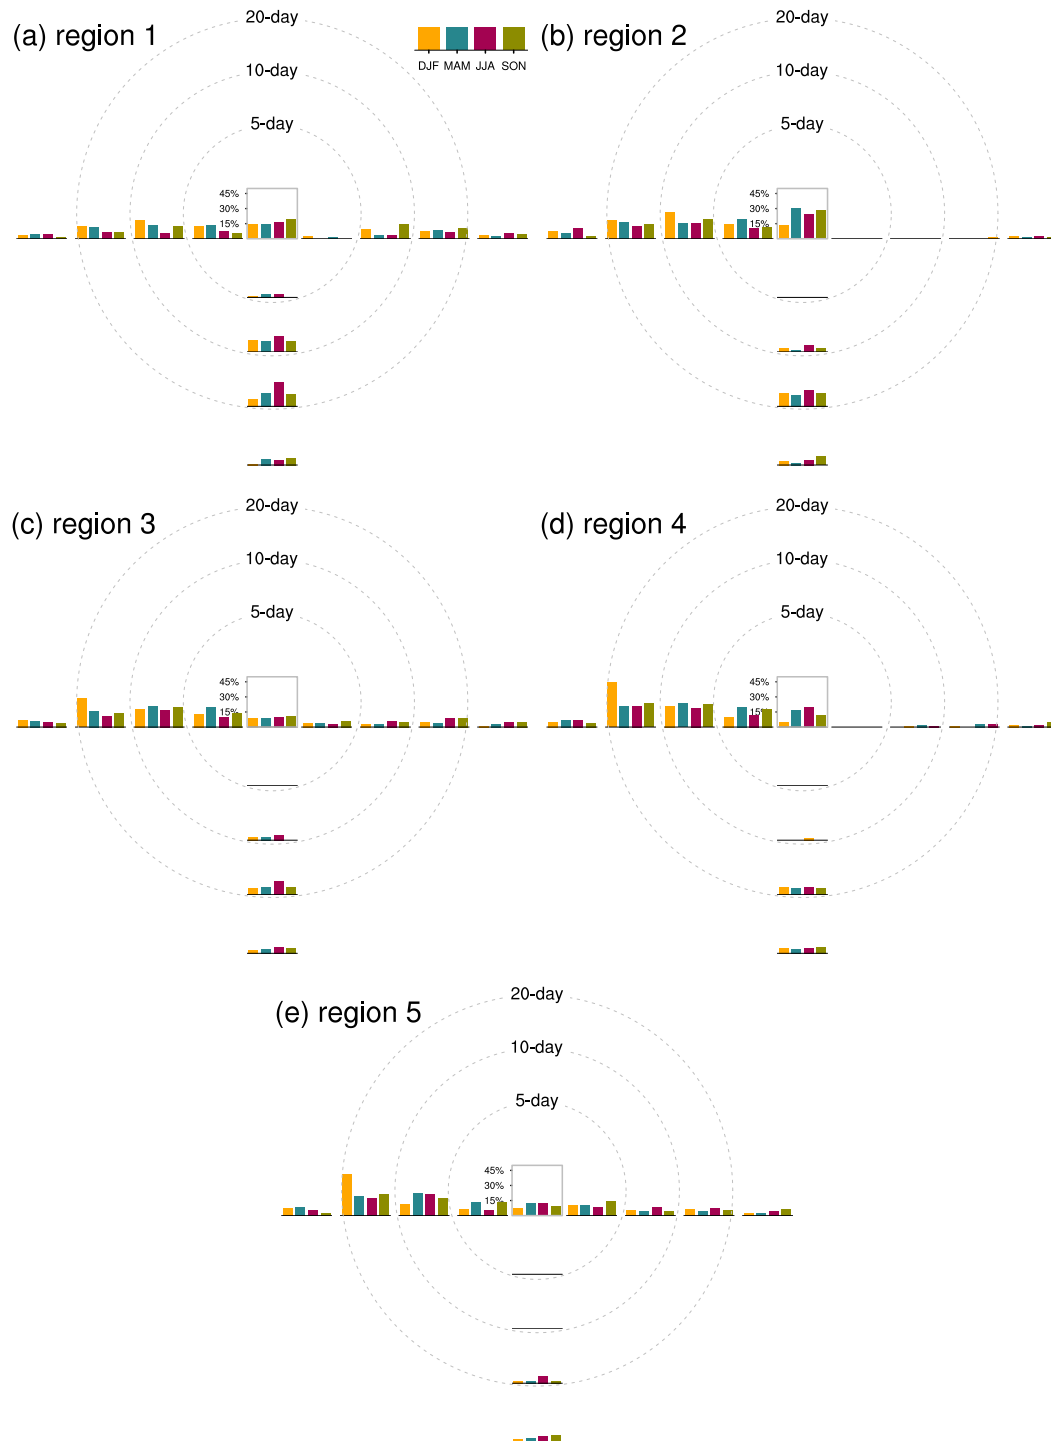 (a) region 1
20-day
10-day
5-day
45%
30%
15%
DJF MAM JJA SON
(b) region 2
20-day
10-day
5-day
45%
30%
15%
(c) region 3
20-day
10-day
5-day
45%
30%
15%
(d) region 4
20-day
10-day
5-day
45%
30%
15%
(e) region 5
20-day
10-day
5-day
45%
30%
15%